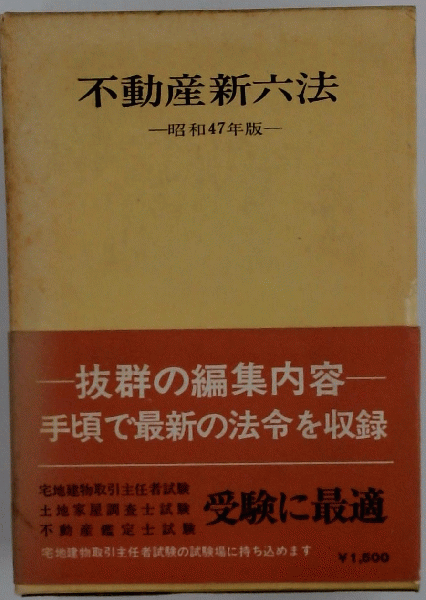 不動産新六法
—昭和47年版—
—抜群の編集内容—
手頃で最新の法令を収録
宅地建物取引主任者試験
土地家屋調査士試験
不動産鑑定士試験
受験に最適
宅地建物取引主任者試験の試験場に持ち込めます
¥1,500